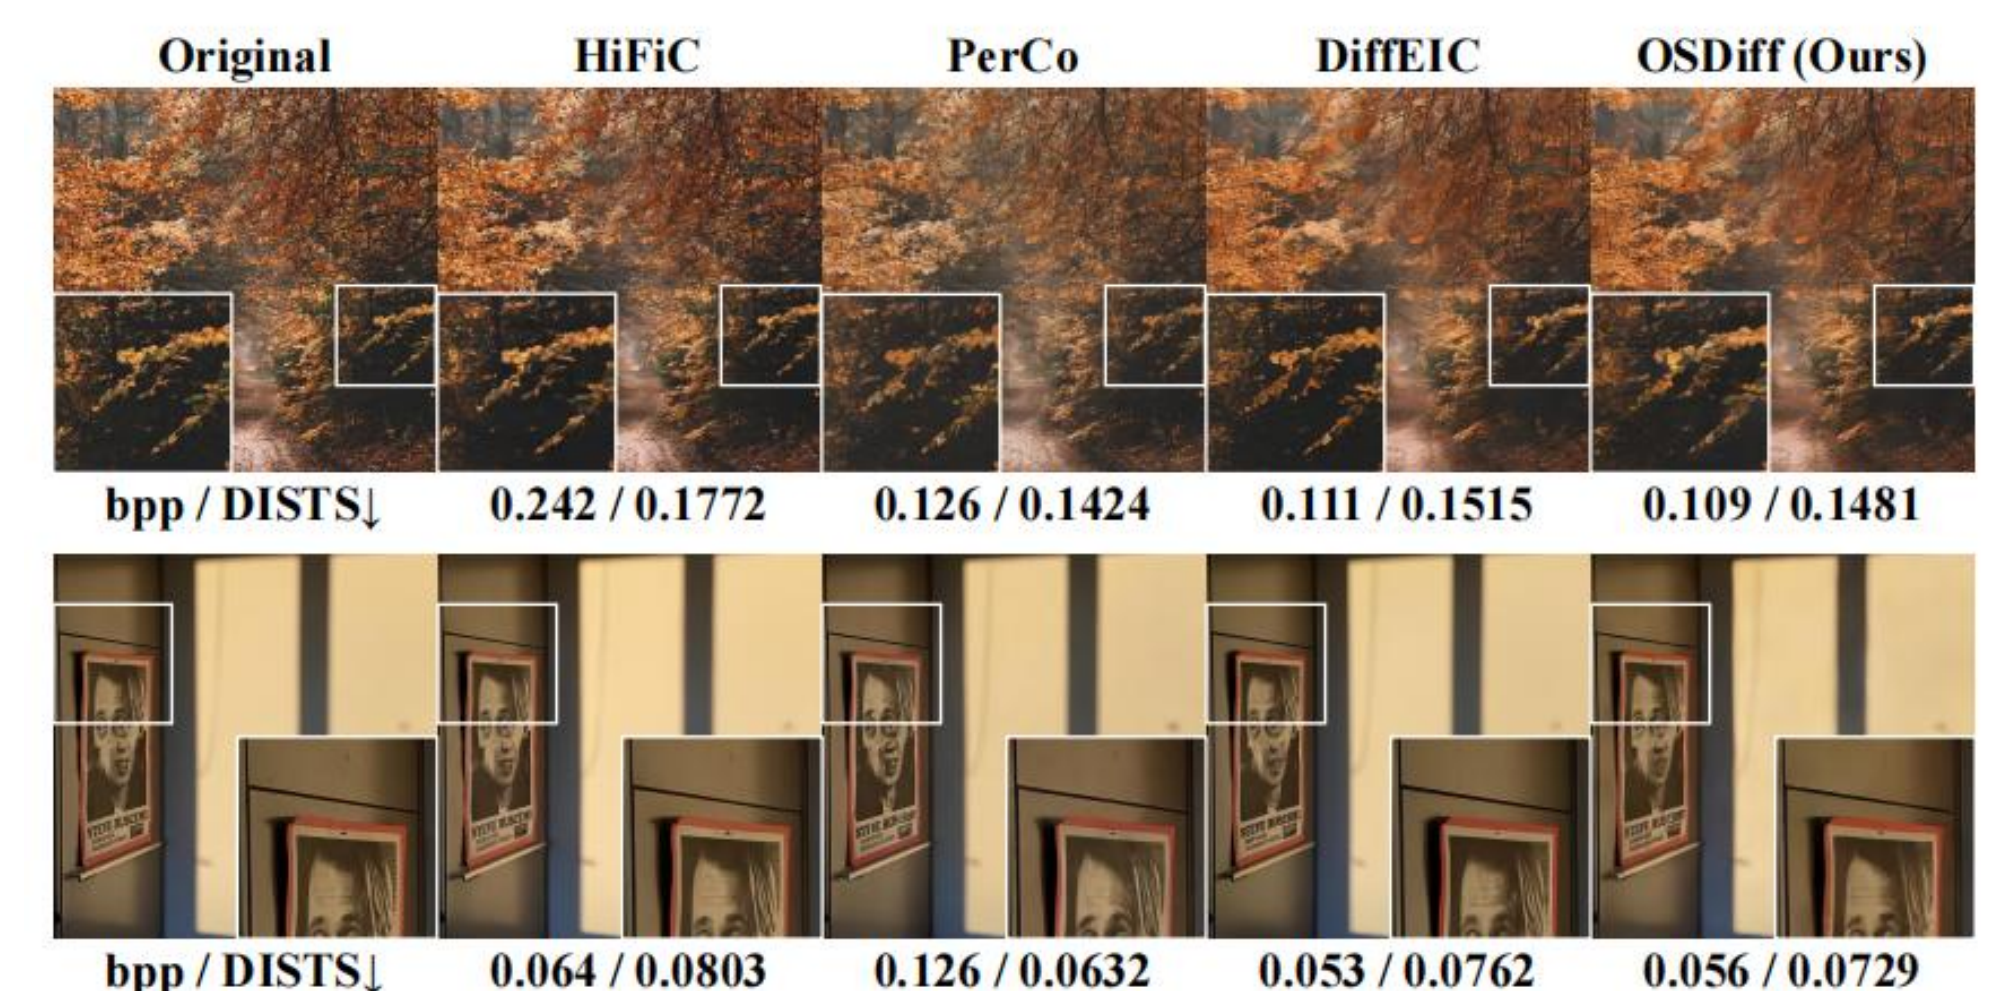 Original HiFiC PerCo DiffEIC OSDiff (Ours)
bpp / DISTS↓ 0.242 / 0.1772 0.126 / 0.1424 0.111 / 0.1515 0.109 / 0.1481
bpp / DISTS↓ 0.064 / 0.0803 0.126 / 0.0632 0.053 / 0.0762 0.056 / 0.0729